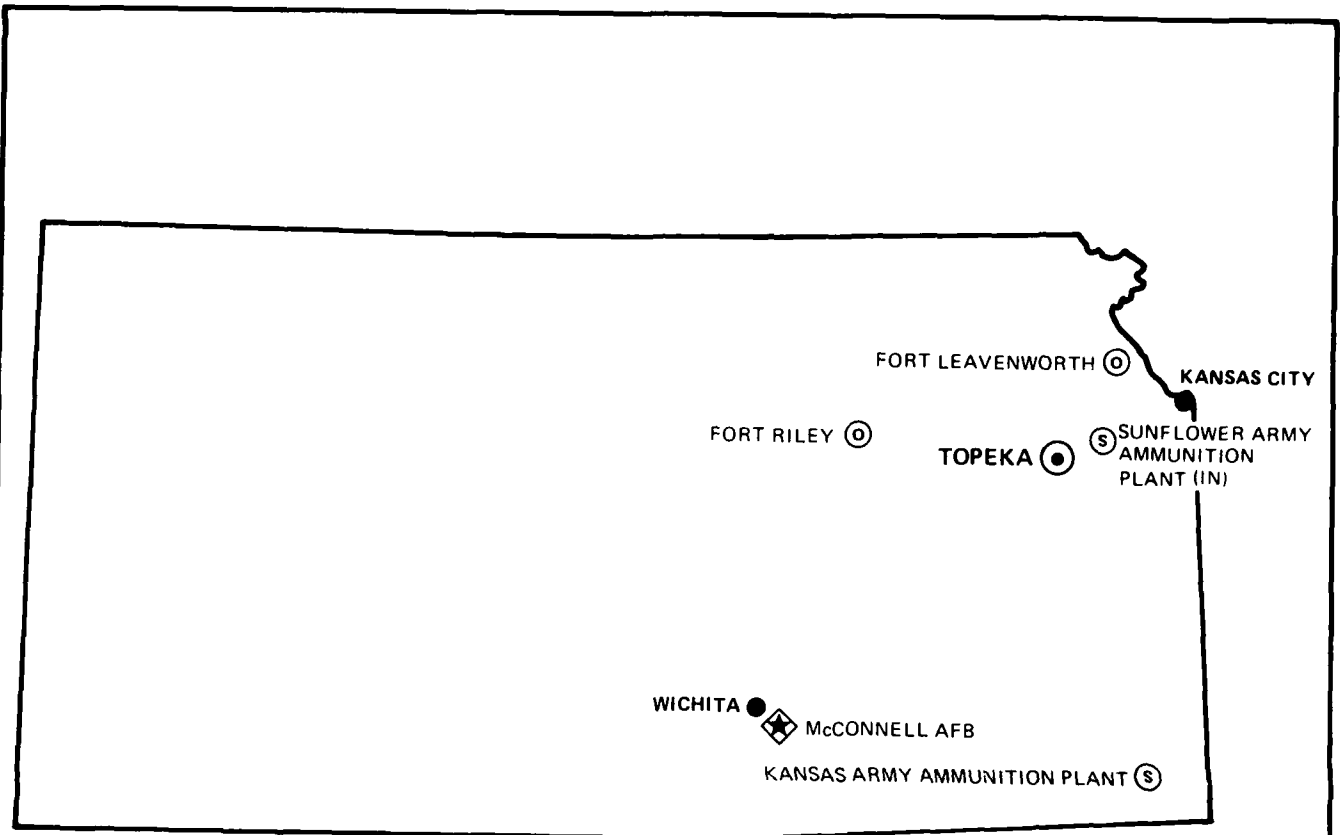 FORT LEAVENWORTH O
KANSAS CITY
FORT RILEY O
TOPEKA
S SUNFLOWER ARMY
AMMUNITION
PLANT (IN)
WICHITA
McCONNELL AFB
KANSAS ARMY AMMUNITION PLANT S